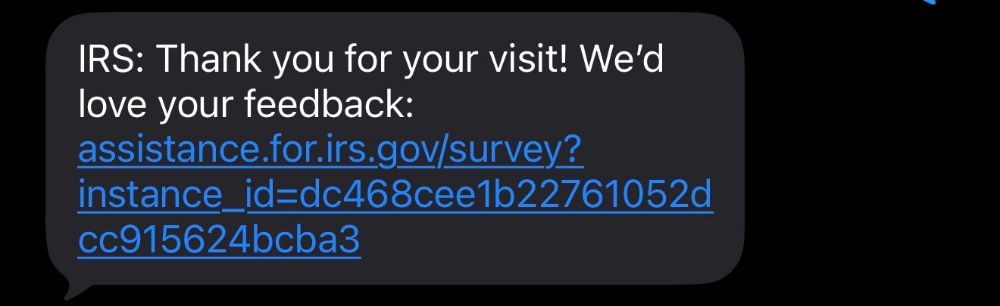 IRS: Thank you for your visit! We’d
love your feedback:
assistance.for.irs.gov/survey?
instance_id=dc468cee1b22761052d
cc915624bcba3